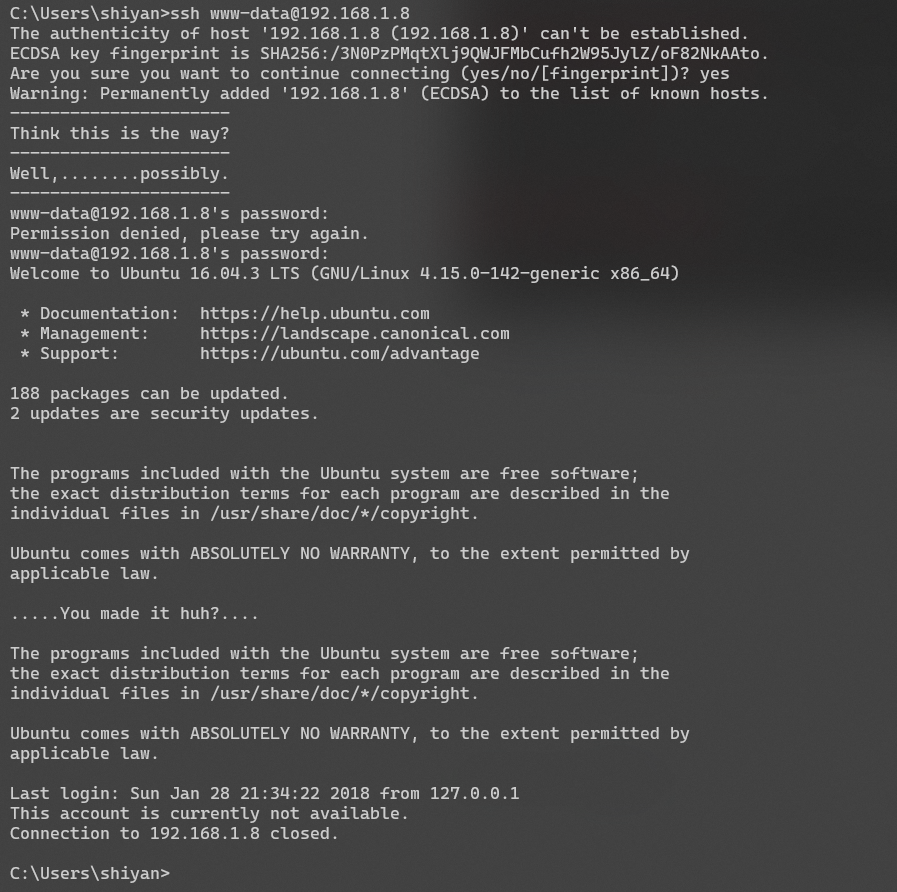 C:\Users\shiyan>ssh www-data@192.168.1.8
The authenticity of host '192.168.1.8 (192.168.1.8)' can't be established.
ECDSA key fingerprint is SHA256:/3N0PzPMqtXlj9QWJFMbCufh2W95JylZ/oF82NkAAto.
Are you sure you want to continue connecting (yes/no/[fingerprint])? yes
Warning: Permanently added '192.168.1.8' (ECDSA) to the list of known hosts.
----------------------
Think this is the way?
----------------------
Well,........possibly.
----------------------
www-data@192.168.1.8's password:
Permission denied, please try again.
www-data@192.168.1.8's password:
Welcome to Ubuntu 16.04.3 LTS (GNU/Linux 4.15.0-142-generic x86_64)
* Documentation:  https://help.ubuntu.com
* Management:     https://landscape.canonical.com
* Support:        https://ubuntu.com/advantage
188 packages can be updated.
2 updates are security updates.
The programs included with the Ubuntu system are free software;
the exact distribution terms for each program are described in the
individual files in /usr/share/doc/*/copyright.
Ubuntu comes with ABSOLUTELY NO WARRANTY, to the extent permitted by
applicable law.
.....You made it huh?....
The programs included with the Ubuntu system are free software;
the exact distribution terms for each program are described in the
individual files in /usr/share/doc/*/copyright.
Ubuntu comes with ABSOLUTELY NO WARRANTY, to the extent permitted by
applicable law.
Last login: Sun Jan 28 21:34:22 2018 from 127.0.0.1
This account is currently not available.
Connection to 192.168.1.8 closed.
C:\Users\shiyan>